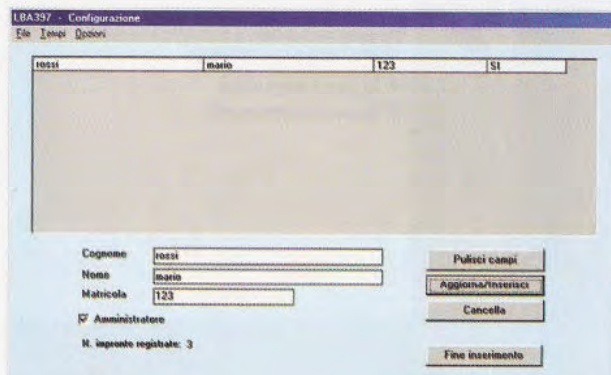 LBA397 - Configurazione
File Tempi Opzioni
rossi mario 123 SI
Cognome rossi
Nome mario
Matricola 123
Amministratore
N. impronte registrate: 3
Pulisci campi
Aggiorna/Inserisci
Cancella
Fine inserimento